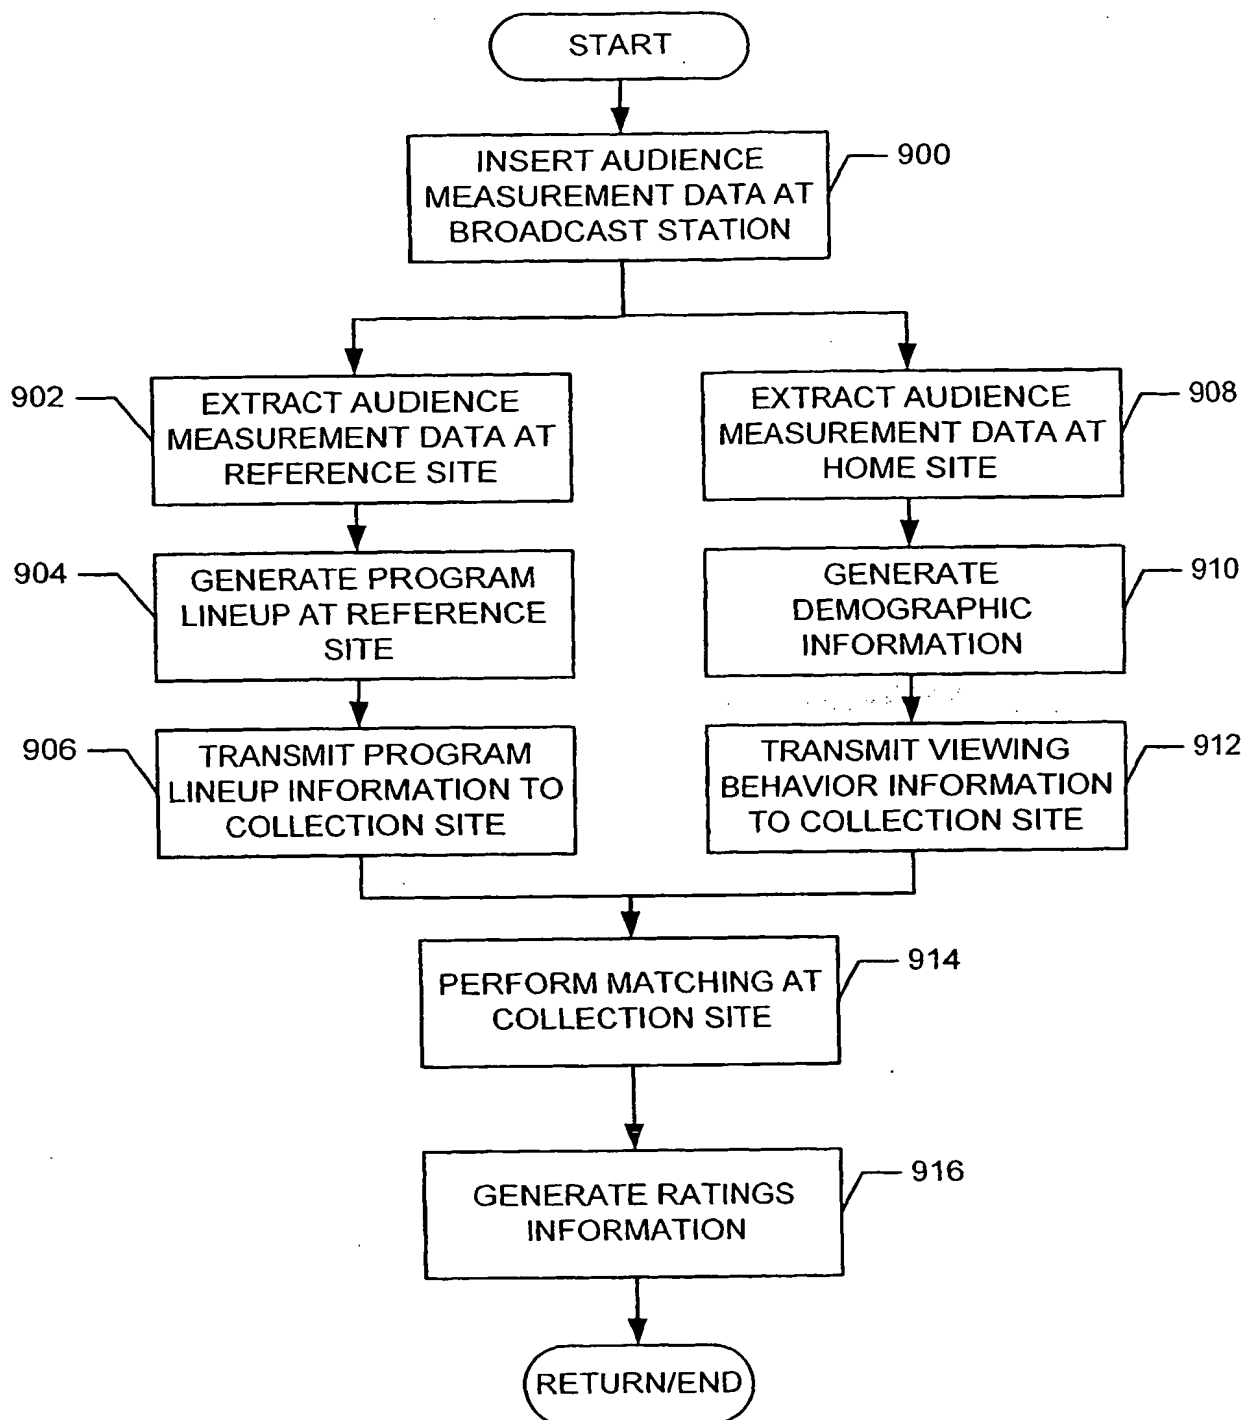 START
INSERT AUDIENCE
MEASUREMENT DATA AT
BROADCAST STATION
900
902
EXTRACT AUDIENCE
MEASUREMENT DATA AT
REFERENCE SITE
EXTRACT AUDIENCE
MEASUREMENT DATA AT
HOME SITE
908
904
GENERATE PROGRAM
LINEUP AT REFERENCE
SITE
GENERATE
DEMOGRAPHIC
INFORMATION
910
906
TRANSMIT PROGRAM
LINEUP INFORMATION TO
COLLECTION SITE
TRANSMIT VIEWING
BEHAVIOR INFORMATION
TO COLLECTION SITE
912
PERFORM MATCHING AT
COLLECTION SITE
914
GENERATE RATINGS
INFORMATION
916
RETURN/END